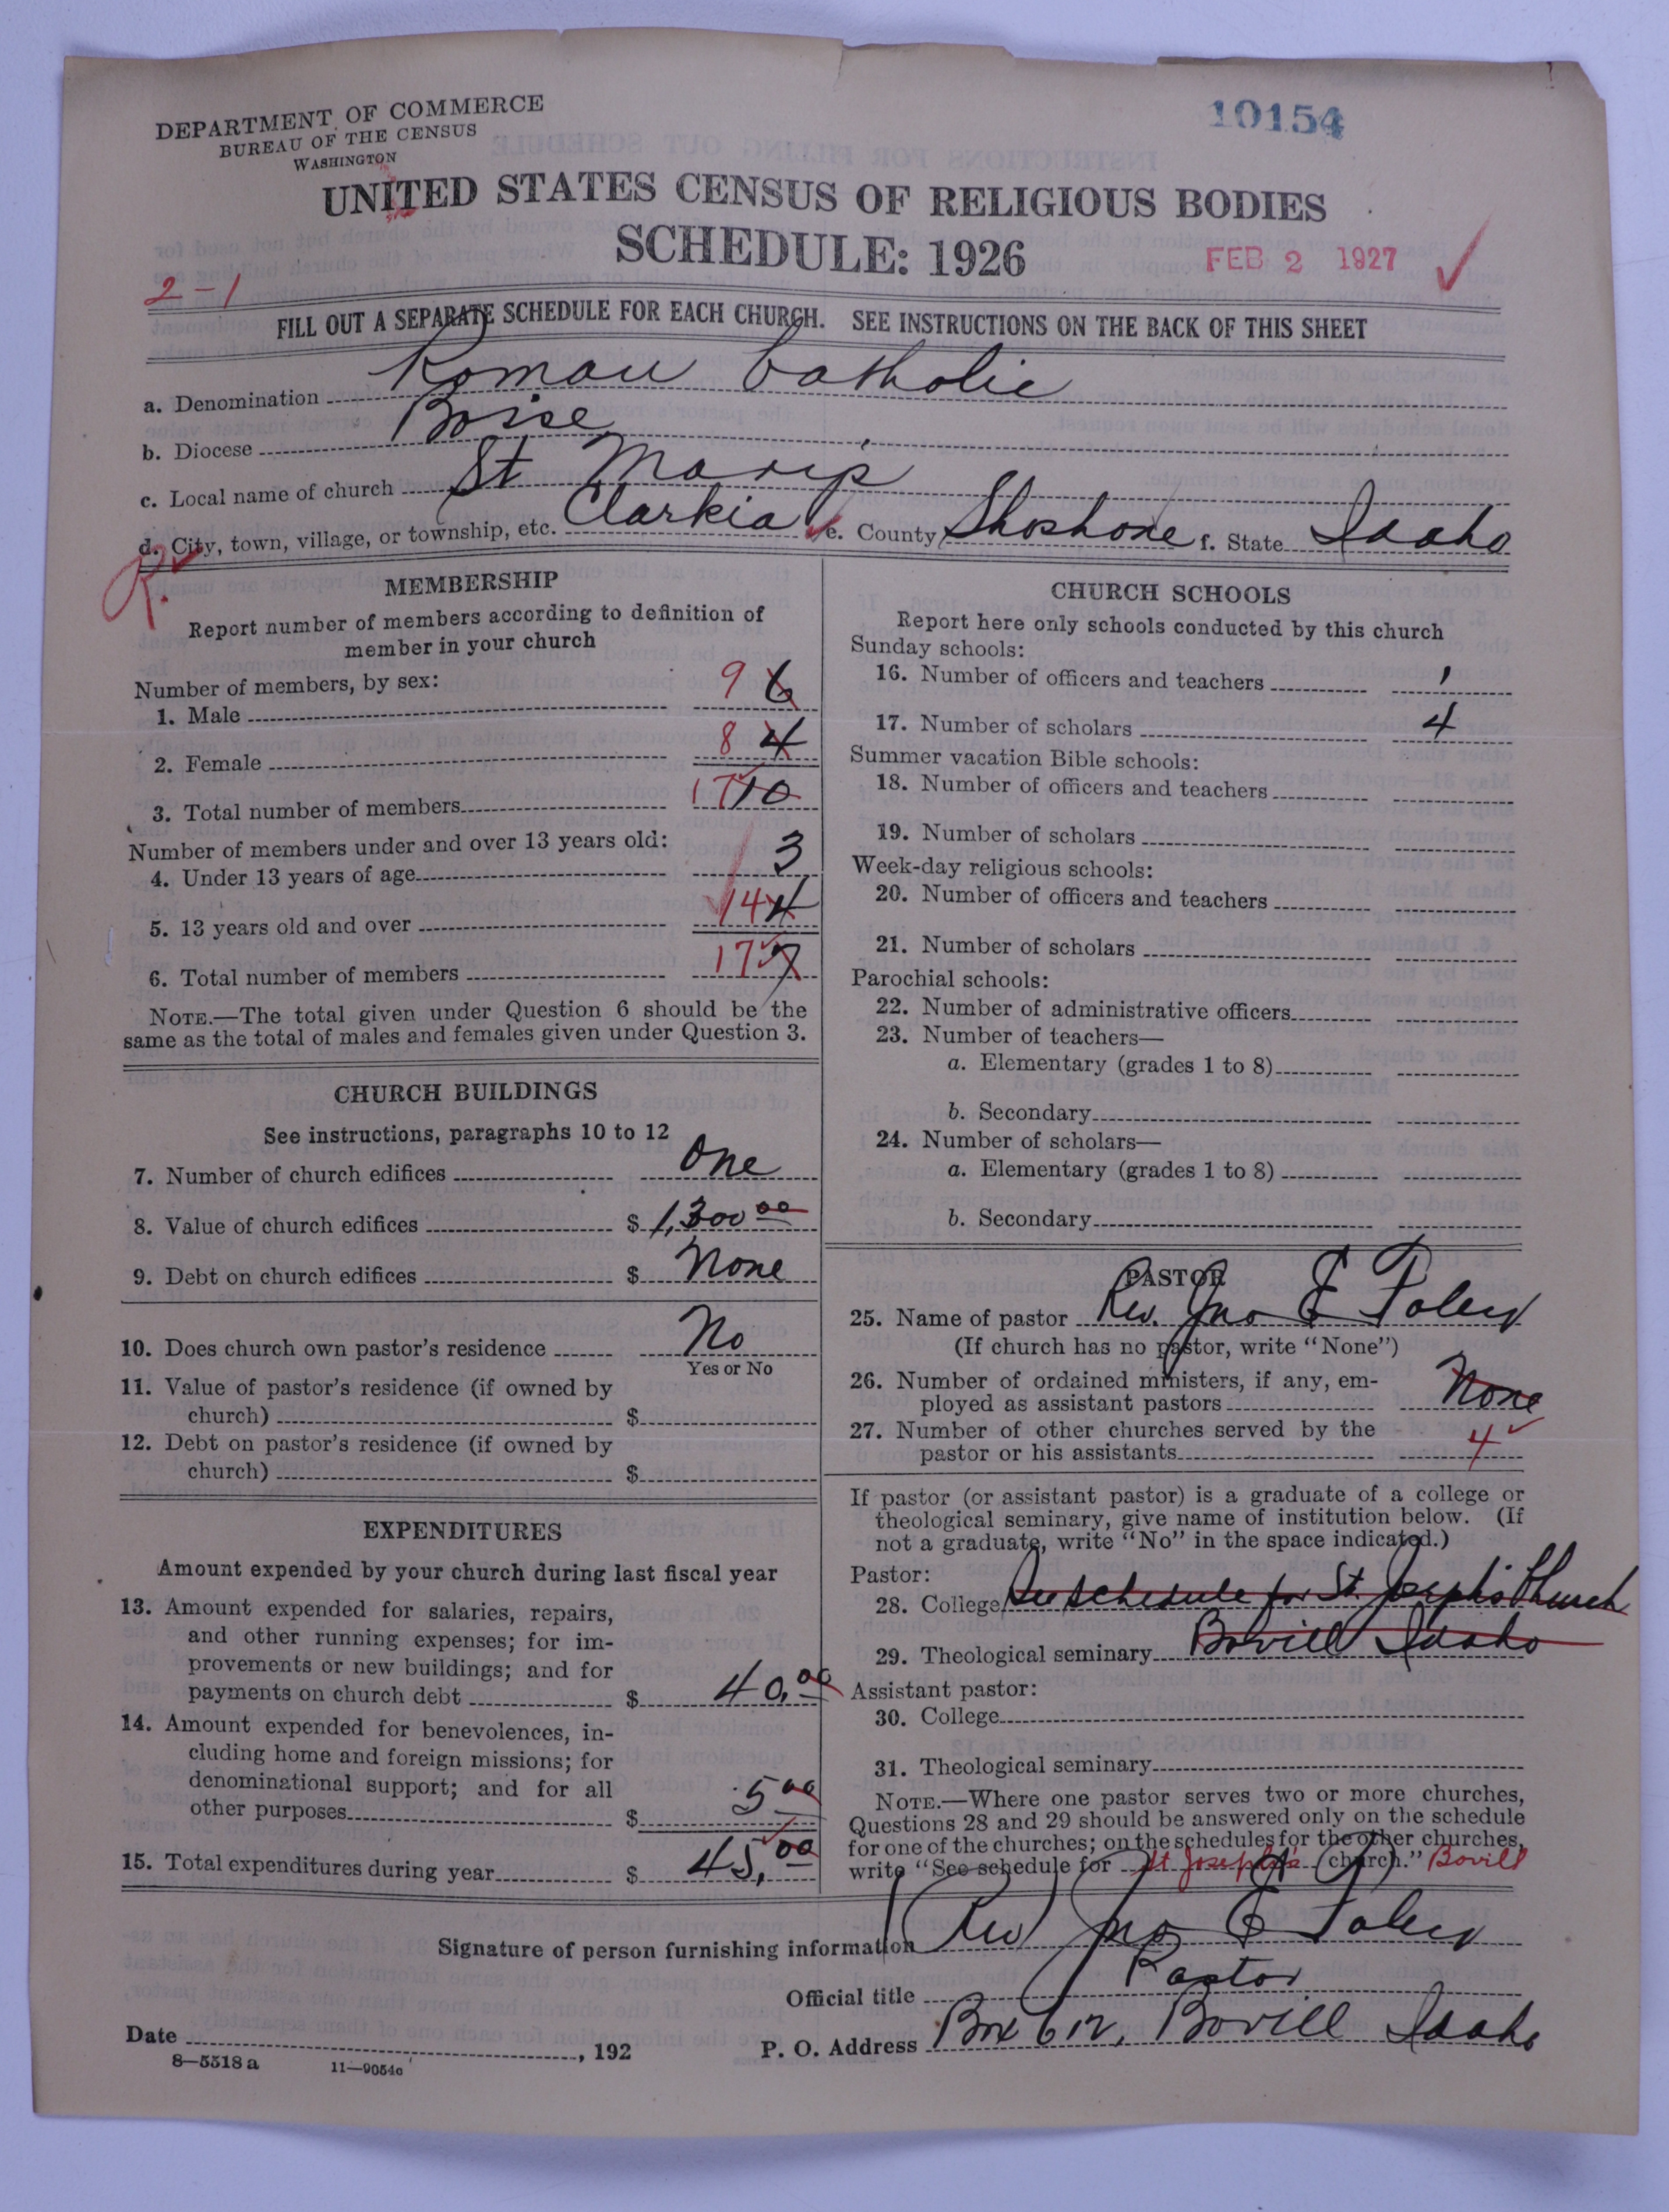 DEPARTMENT OF COMMERCE
BUREAU OF THE CENSUS
WASHINGTON
10154
UNITED STATES CENSUS OF RELIGIOUS BODIES
SCHEDULE: 1926
FEB 2 1927
2-1
FILL OUT A SEPARATE SCHEDULE FOR EACH CHURCH. SEE INSTRUCTIONS ON THE BACK OF THIS SHEET
a. Denomination Roman Catholic
b. Diocese Boise
c. Local name of church St Marys
d. City, town, village, or township, etc. Clarkia e. County Shoshone f. State Idaho
R.
MEMBERSHIP
Report number of members according to definition of
member in your church
Number of members, by sex:
1. Male 9 6
2. Female 8 4
3. Total number of members 17 10
Number of members under and over 13 years old:
4. Under 13 years of age 3
5. 13 years old and over 14 4
6. Total number of members 17 7
NOTE.—The total given under Question 6 should be the
same as the total of males and females given under Question 3.
CHURCH BUILDINGS
See instructions, paragraphs 10 to 12
7. Number of church edifices One
8. Value of church edifices $ 1,300 00
9. Debt on church edifices $ None
10. Does church own pastor's residence No
Yes or No
11. Value of pastor's residence (if owned by
church) $
12. Debt on pastor's residence (if owned by
church) $
EXPENDITURES
Amount expended by your church during last fiscal year
13. Amount expended for salaries, repairs,
and other running expenses; for im-
provements or new buildings; and for
payments on church debt $ 40.00
14. Amount expended for benevolences, in-
cluding home and foreign missions; for
denominational support; and for all
other purposes $ 5 00
15. Total expenditures during year $ 45.00
CHURCH SCHOOLS
Report here only schools conducted by this church
Sunday schools:
16. Number of officers and teachers 1
17. Number of scholars 4
Summer vacation Bible schools:
18. Number of officers and teachers
19. Number of scholars
Week-day religious schools:
20. Number of officers and teachers
21. Number of scholars
Parochial schools:
22. Number of administrative officers
23. Number of teachers—
a. Elementary (grades 1 to 8)
b. Secondary
24. Number of scholars—
a. Elementary (grades 1 to 8)
b. Secondary
PASTOR
25. Name of pastor Rev. Jno E Foley
(If church has no pastor, write "None")
26. Number of ordained ministers, if any, em-
ployed as assistant pastors None
27. Number of other churches served by the
pastor or his assistants 4
If pastor (or assistant pastor) is a graduate of a college or
theological seminary, give name of institution below. (If
not a graduate, write "No" in the space indicated.)
Pastor:
28. College See schedule for St. Joseph's Church
29. Theological seminary Bovill Idaho
Assistant pastor:
30. College
31. Theological seminary
NOTE.—Where one pastor serves two or more churches,
Questions 28 and 29 should be answered only on the schedule
for one of the churches; on the schedules for the other churches,
write "See schedule for St Joseph's church." Bovill
Signature of person furnishing information Rev Jno E Foley
Official title Pastor
Date , 192
P. O. Address Box 612, Bovill Idaho
8—5518 a 11—9054c